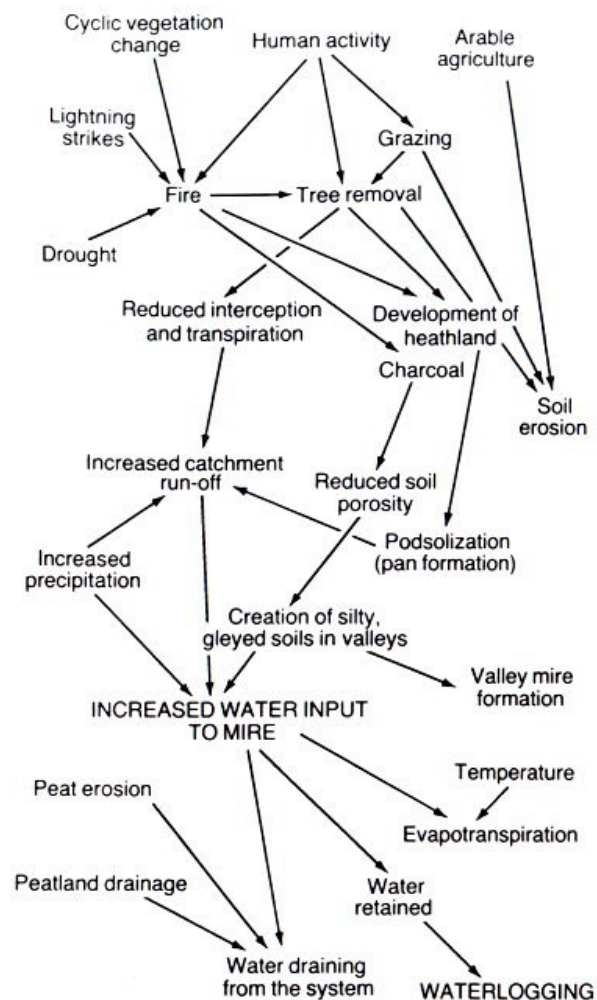 Cyclic vegetation
change
Human activity
Arable
agriculture
Lightning
strikes
Grazing
Fire
Tree removal
Drought
Reduced interception
and transpiration
Development of
heathland
Charcoal
Soil
erosion
Increased catchment
run-off
Reduced soil
porosity
Podsolization
(pan formation)
Increased
precipitation
Creation of silty,
gleyed soils in valleys
Valley mire
formation
INCREASED WATER INPUT
TO MIRE
Temperature
Peat erosion
Evapotranspiration
Peatland drainage
Water
retained
Water draining
from the system
WATERLOGGING